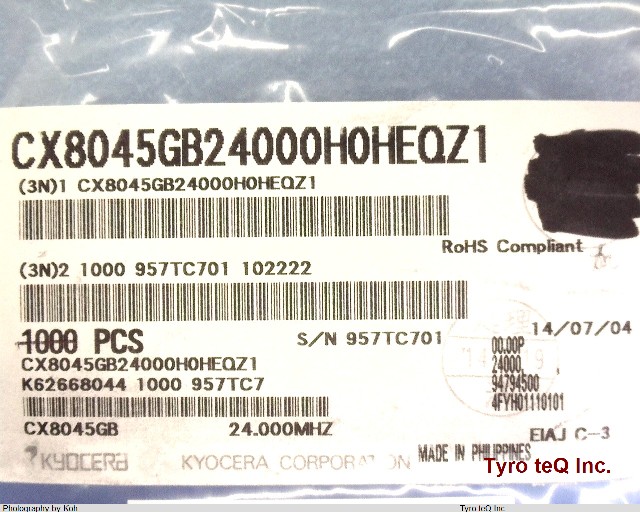 CX8045GB24000H0HEQZ1
(3N)1 CX8045GB24000H0HEQZ1
RoHS Compliant
(3N)2 1000 957TC701 102222
1000 PCS S/N 957TC701 14/07/04
CX8045GB24000H0HEQZ1
K62668044 1000 957TC7
00.00P
24000.
94794500
4FYH01110101
CX8045GB 24.000MHZ EIAJ C-3
KYOCERA KYOCERA CORPORATION MADE IN PHILIPPINES
Tyro teQ Inc.
Photography by Koh Tyro teQ Inc